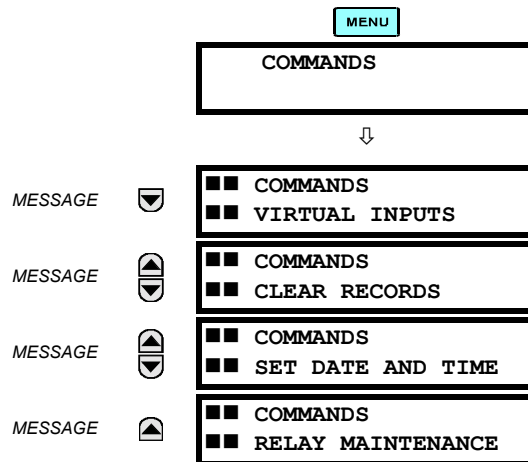 MENU
COMMANDS
MESSAGE
COMMANDS
VIRTUAL INPUTS
MESSAGE
COMMANDS
CLEAR RECORDS
MESSAGE
COMMANDS
SET DATE AND TIME
MESSAGE
COMMANDS
RELAY MAINTENANCE